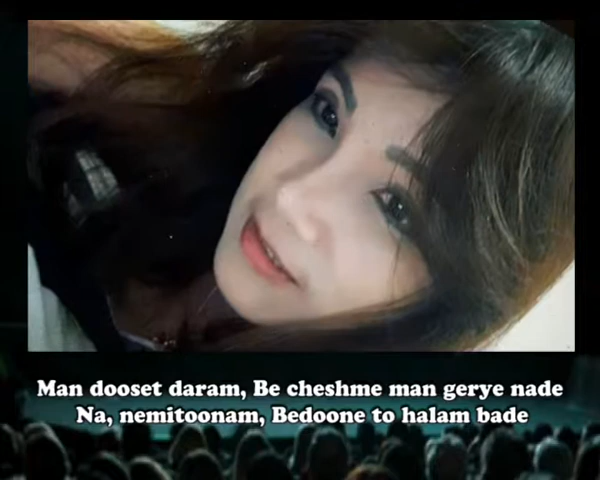 Man dooset daram, Be cheshme man gerye nade
Na, nemitoonam, Bedoone to halam bade